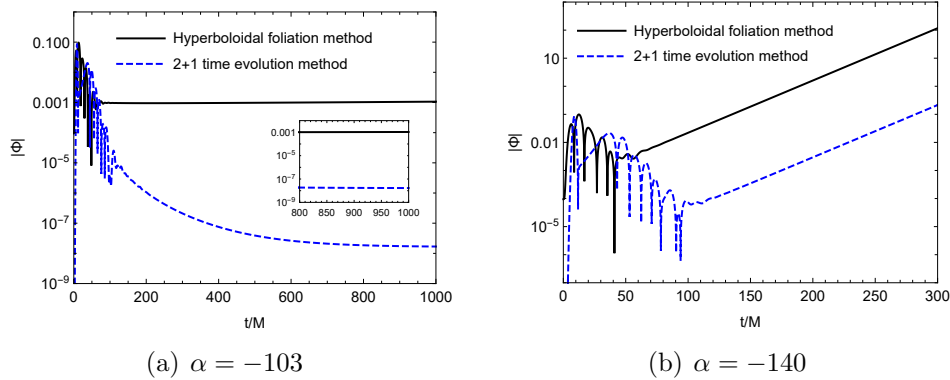 Hyperboloidal foliation method
2+1 time evolution method
|Φ|
0.100
0.001
10⁻⁵
10⁻⁷
10⁻⁹
0 200 400 600 800 1000
t/M
0.001
10⁻⁵
10⁻⁷
10⁻⁹
800 850 900 950 1000
(a) α = −103
Hyperboloidal foliation method
2+1 time evolution method
|Φ|
10
0.01
10⁻⁵
0 50 100 150 200 250 300
t/M
(b) α = −140